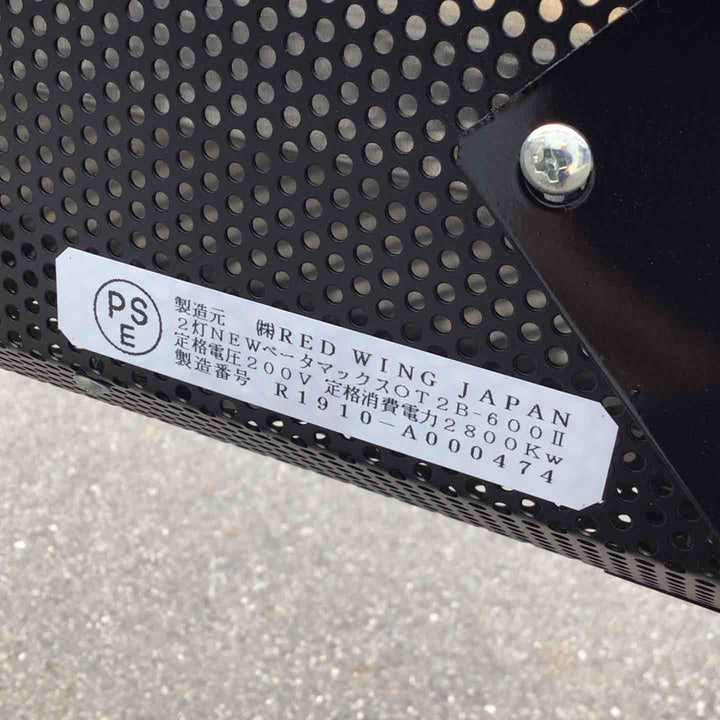 PS
E
製造元 ㈱RED WING JAPAN
2灯NEWベータマックスOT2B-600Ⅱ
定格電圧200V 定格消費電力2800Kw
製造番号 R1910-A000474